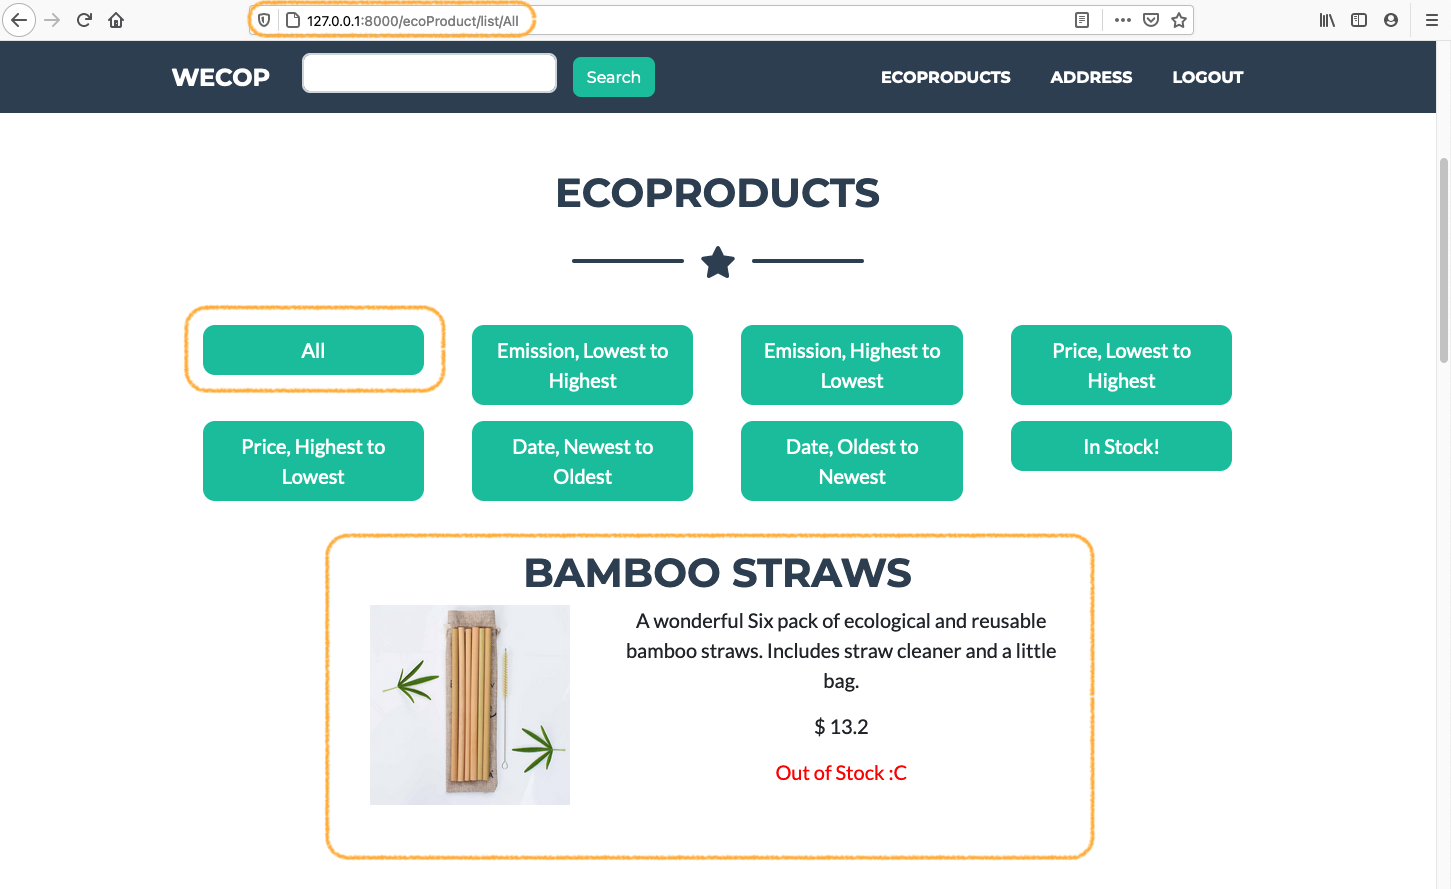 127.0.0.1:8000/ecoProduct/list/All
WECOP
Search
ECOPRODUCTS
ADDRESS
LOGOUT
ECOPRODUCTS
All
Emission, Lowest to
Highest
Emission, Highest to
Lowest
Price, Lowest to
Highest
Price, Highest to
Lowest
Date, Newest to
Oldest
Date, Oldest to
Newest
In Stock!
BAMBOO STRAWS
A wonderful Six pack of ecological and reusable
bamboo straws. Includes straw cleaner and a little
bag.
$ 13.2
Out of Stock :C